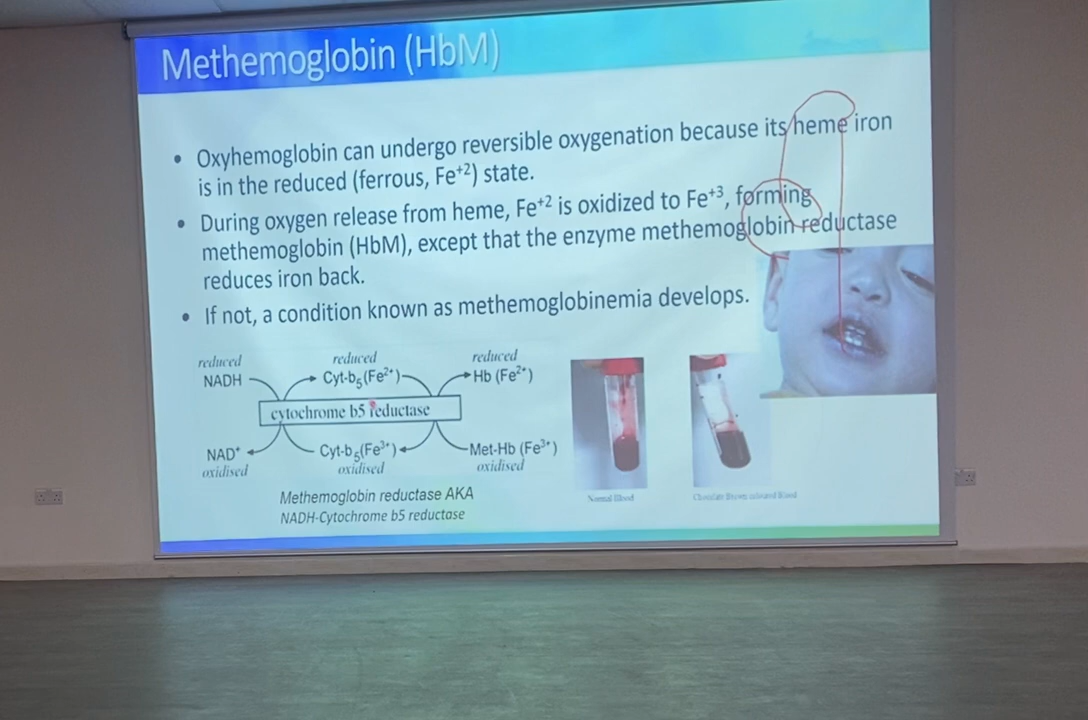 Methemoglobin (HbM)
• Oxyhemoglobin can undergo reversible oxygenation because its heme iron
is in the reduced (ferrous, Fe⁺²) state.
• During oxygen release from heme, Fe⁺² is oxidized to Fe⁺³, forming
methemoglobin (HbM), except that the enzyme methemoglobin reductase
reduces iron back.
• If not, a condition known as methemoglobinemia develops.
reduced reduced reduced
NADH Cyt-b₅(Fe²⁺) Hb (Fe²⁺)
cytochrome b5 reductase
NAD⁺ Cyt-b₅(Fe³⁺) Met-Hb (Fe³⁺)
oxidised oxidised oxidised
Methemoglobin reductase AKA
NADH-Cytochrome b5 reductase
Normal Blood
Chocolate Brown coloured Blood